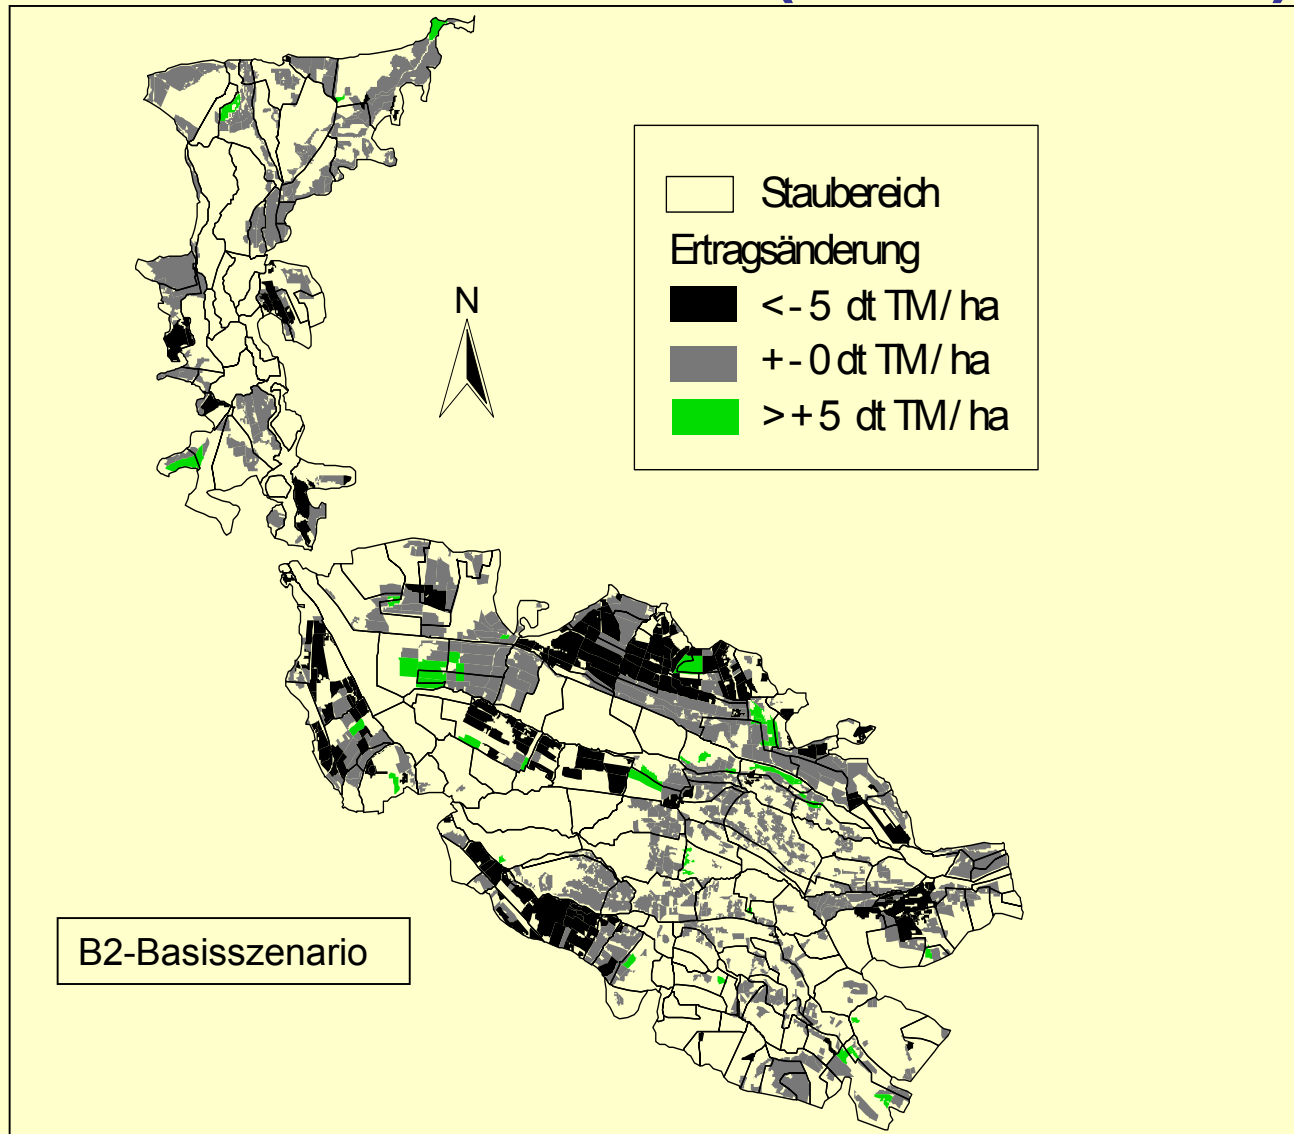 Staubereich
Ertragsänderung
<-5 dt TM/ha
+-0 dt TM/ha
>+5 dt TM/ha
N
B2-Basisszenario